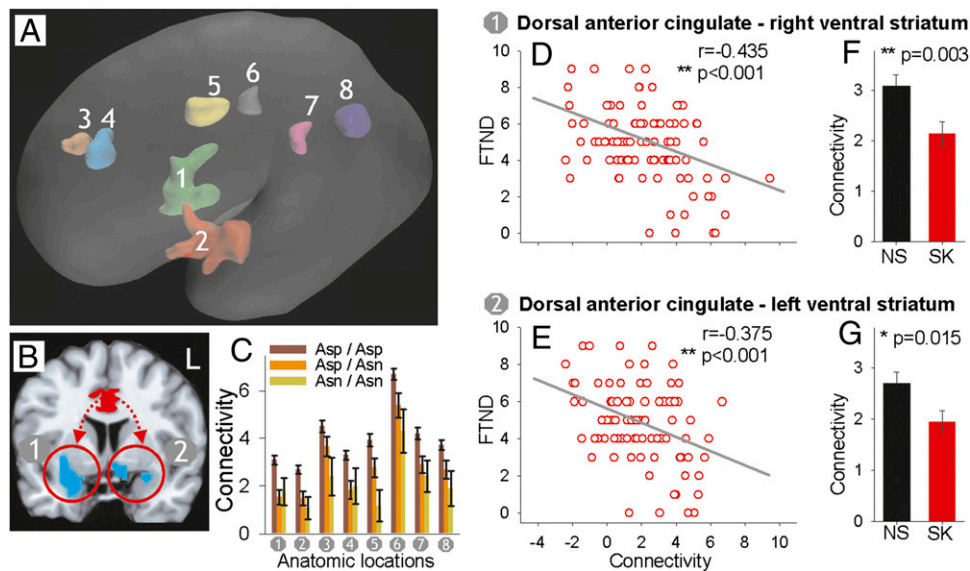 A
1
2
3
4
5
6
7
8
B
L
1
2
C
Asp / Asp
Asp / Asn
Asn / Asn
Connectivity
6
4
2
0
1 2 3 4 5 6 7 8
Anatomic locations
1 Dorsal anterior cingulate - right ventral striatum
D
r=-0.435
** p<0.001
FTND
10
8
6
4
2
0
F
** p=0.003
Connectivity
3
2
1
0
NS SK
2 Dorsal anterior cingulate - left ventral striatum
E
r=-0.375
** p<0.001
FTND
10
8
6
4
2
0
-4 -2 0 2 4 6 8 10
Connectivity
G
* p=0.015
Connectivity
3
2
1
0
NS SK